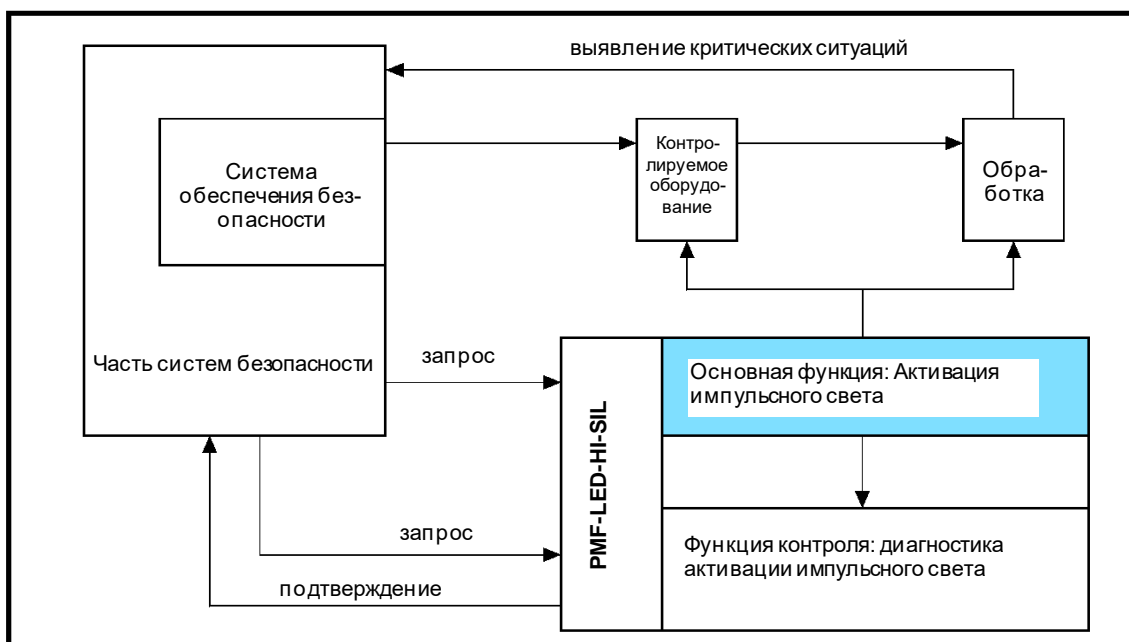 выявление критических ситуаций
Система
обеспечения без-
опасности
Контро-
лируемое
оборудо-
вание
Обра-
ботка
Часть систем безопасности
запрос
Основная функция: Активация
импульсного света
PMF-LED-HI-SIL
запрос
Функция контроля: диагностика
активации импульсного света
подтверждение